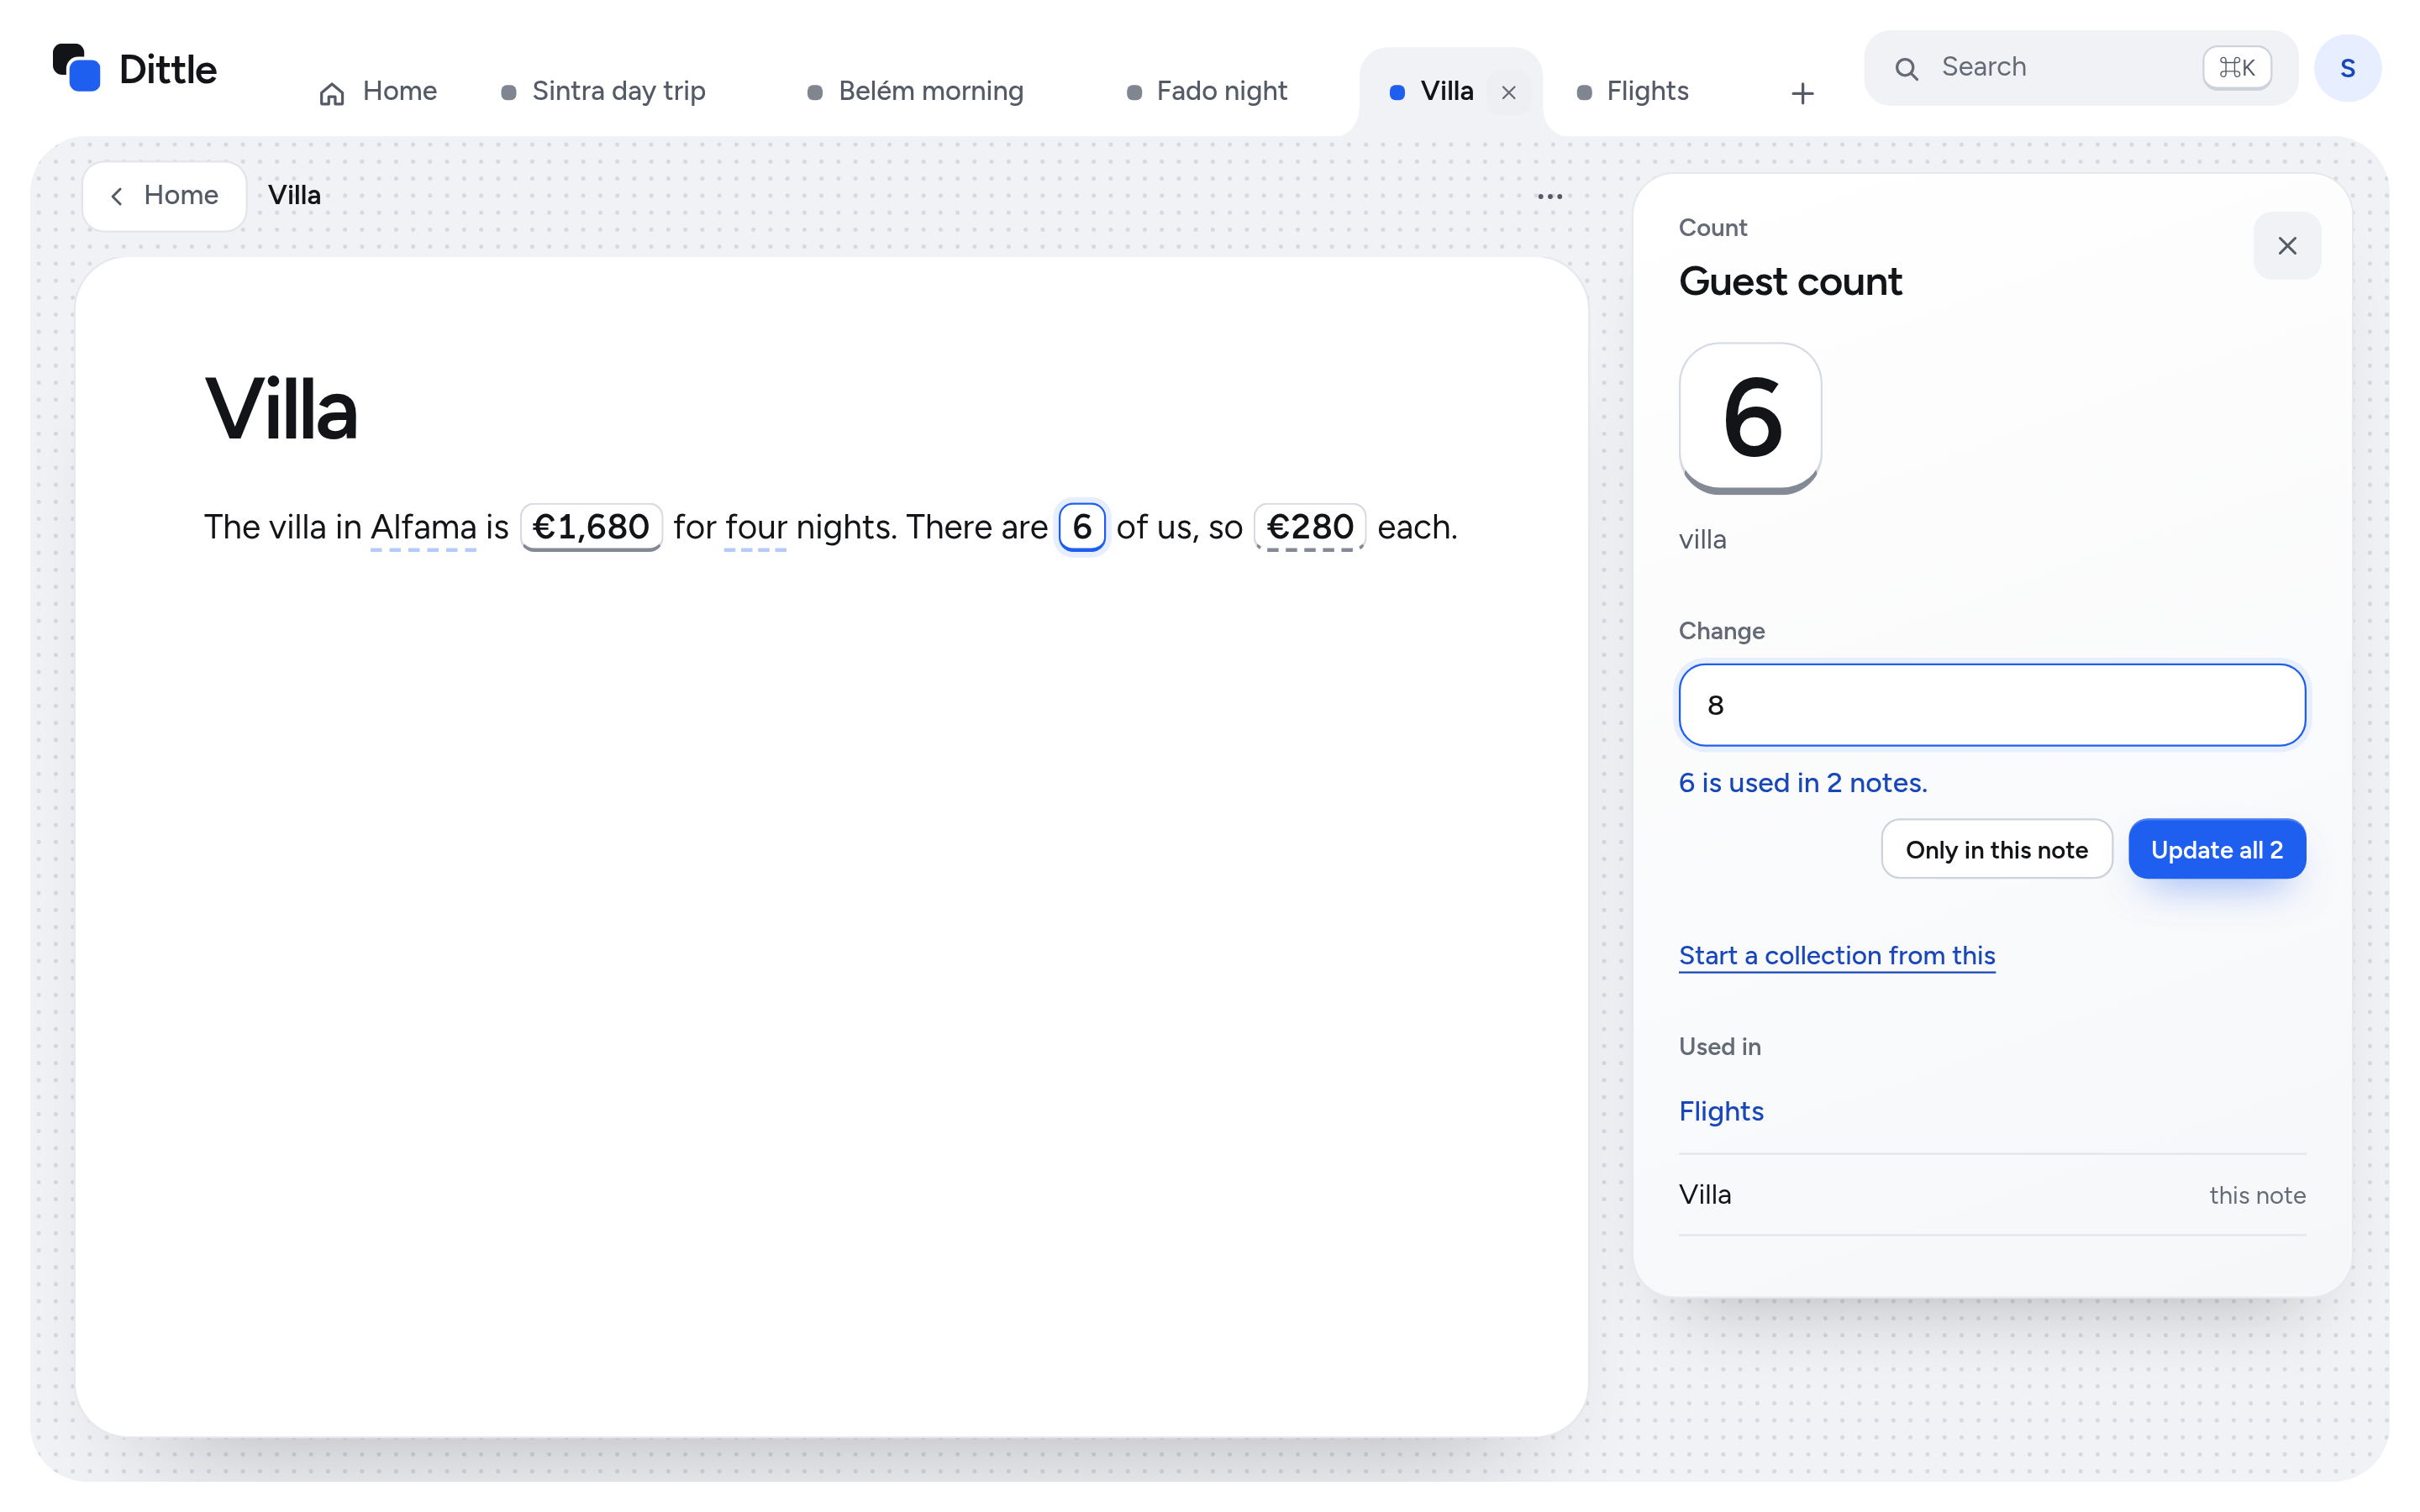 Dittle
Home
Sintra day trip
Belém morning
Fado night
Villa
Flights
Search
⌘K
S
Home
Villa
Villa
The villa in Alfama is €1,680 for four nights. There are 6 of us, so €280 each.
Count
Guest count
6
villa
Change
8
6 is used in 2 notes.
Only in this note
Update all 2
Start a collection from this
Used in
Flights
Villa this note